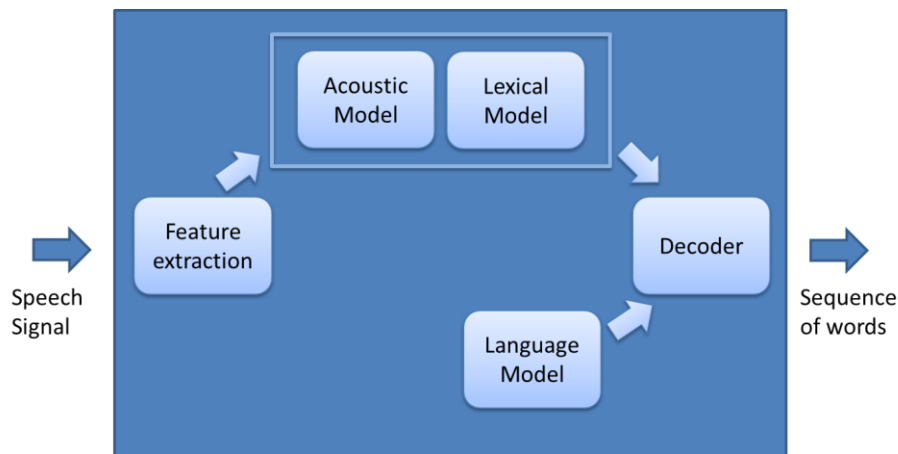 Speech
Signal
Feature
extraction
Acoustic
Model
Lexical
Model
Language
Model
Decoder
Sequence
of words